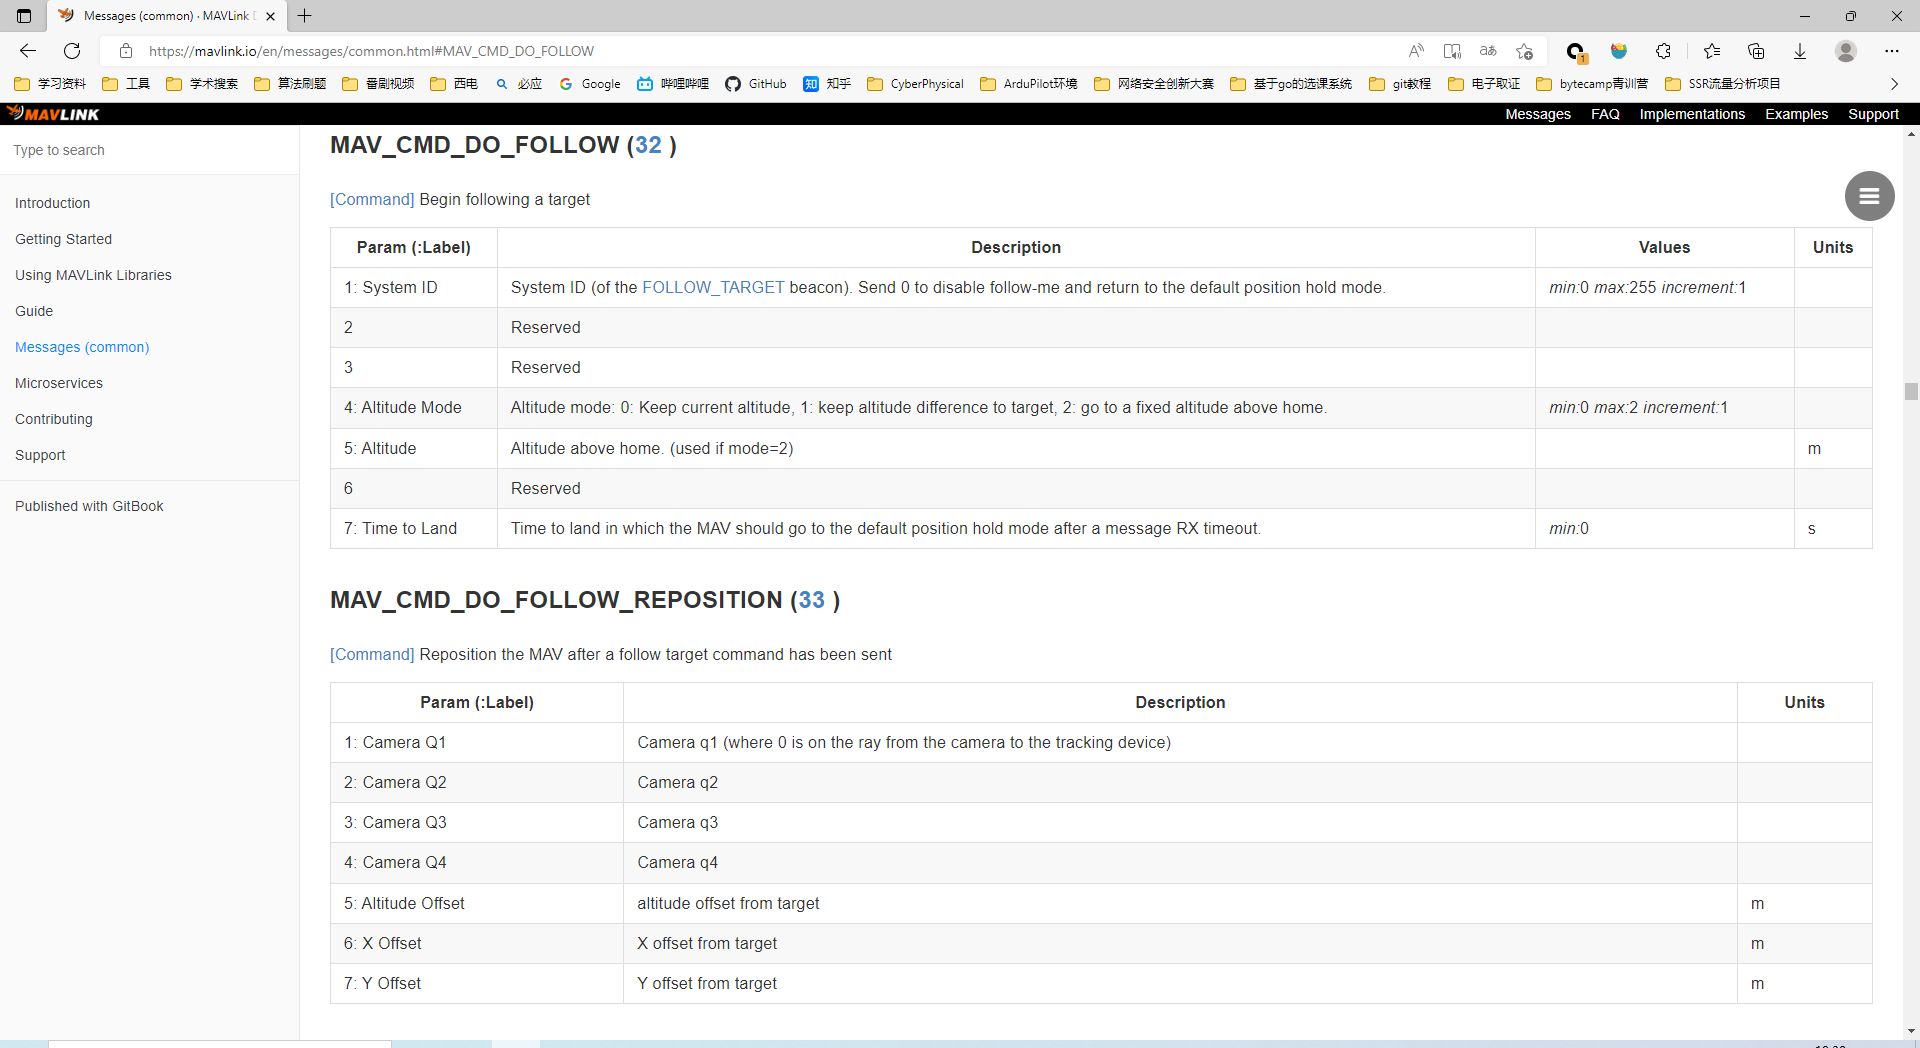 Messages (common) · MAVLink
https://mavlink.io/en/messages/common.html#MAV_CMD_DO_FOLLOW
1
学习资料 工具 学术搜索 算法刷题 番剧视频 西电 必应 Google 哔哩哔哩 GitHub 知乎 CyberPhysical ArduPilot环境 网络安全创新大赛 基于go的选课系统 git教程 电子取证 bytecamp青训营 SSR流量分析项目
MAVLINK
Messages FAQ Implementations Examples Support
Type to search
Introduction
Getting Started
Using MAVLink Libraries
Guide
Messages (common)
Microservices
Contributing
Support
Published with GitBook
MAV_CMD_DO_FOLLOW (32 )
[Command] Begin following a target
Param (:Label) Description Values Units
1: System ID System ID (of the FOLLOW_TARGET beacon). Send 0 to disable follow-me and return to the default position hold mode. min:0 max:255 increment:1
2 Reserved
3 Reserved
4: Altitude Mode Altitude mode: 0: Keep current altitude, 1: keep altitude difference to target, 2: go to a fixed altitude above home. min:0 max:2 increment:1
5: Altitude Altitude above home. (used if mode=2) m
6 Reserved
7: Time to Land Time to land in which the MAV should go to the default position hold mode after a message RX timeout. min:0 s
MAV_CMD_DO_FOLLOW_REPOSITION (33 )
[Command] Reposition the MAV after a follow target command has been sent
Param (:Label) Description Units
1: Camera Q1 Camera q1 (where 0 is on the ray from the camera to the tracking device)
2: Camera Q2 Camera q2
3: Camera Q3 Camera q3
4: Camera Q4 Camera q4
5: Altitude Offset altitude offset from target m
6: X Offset X offset from target m
7: Y Offset Y offset from target m